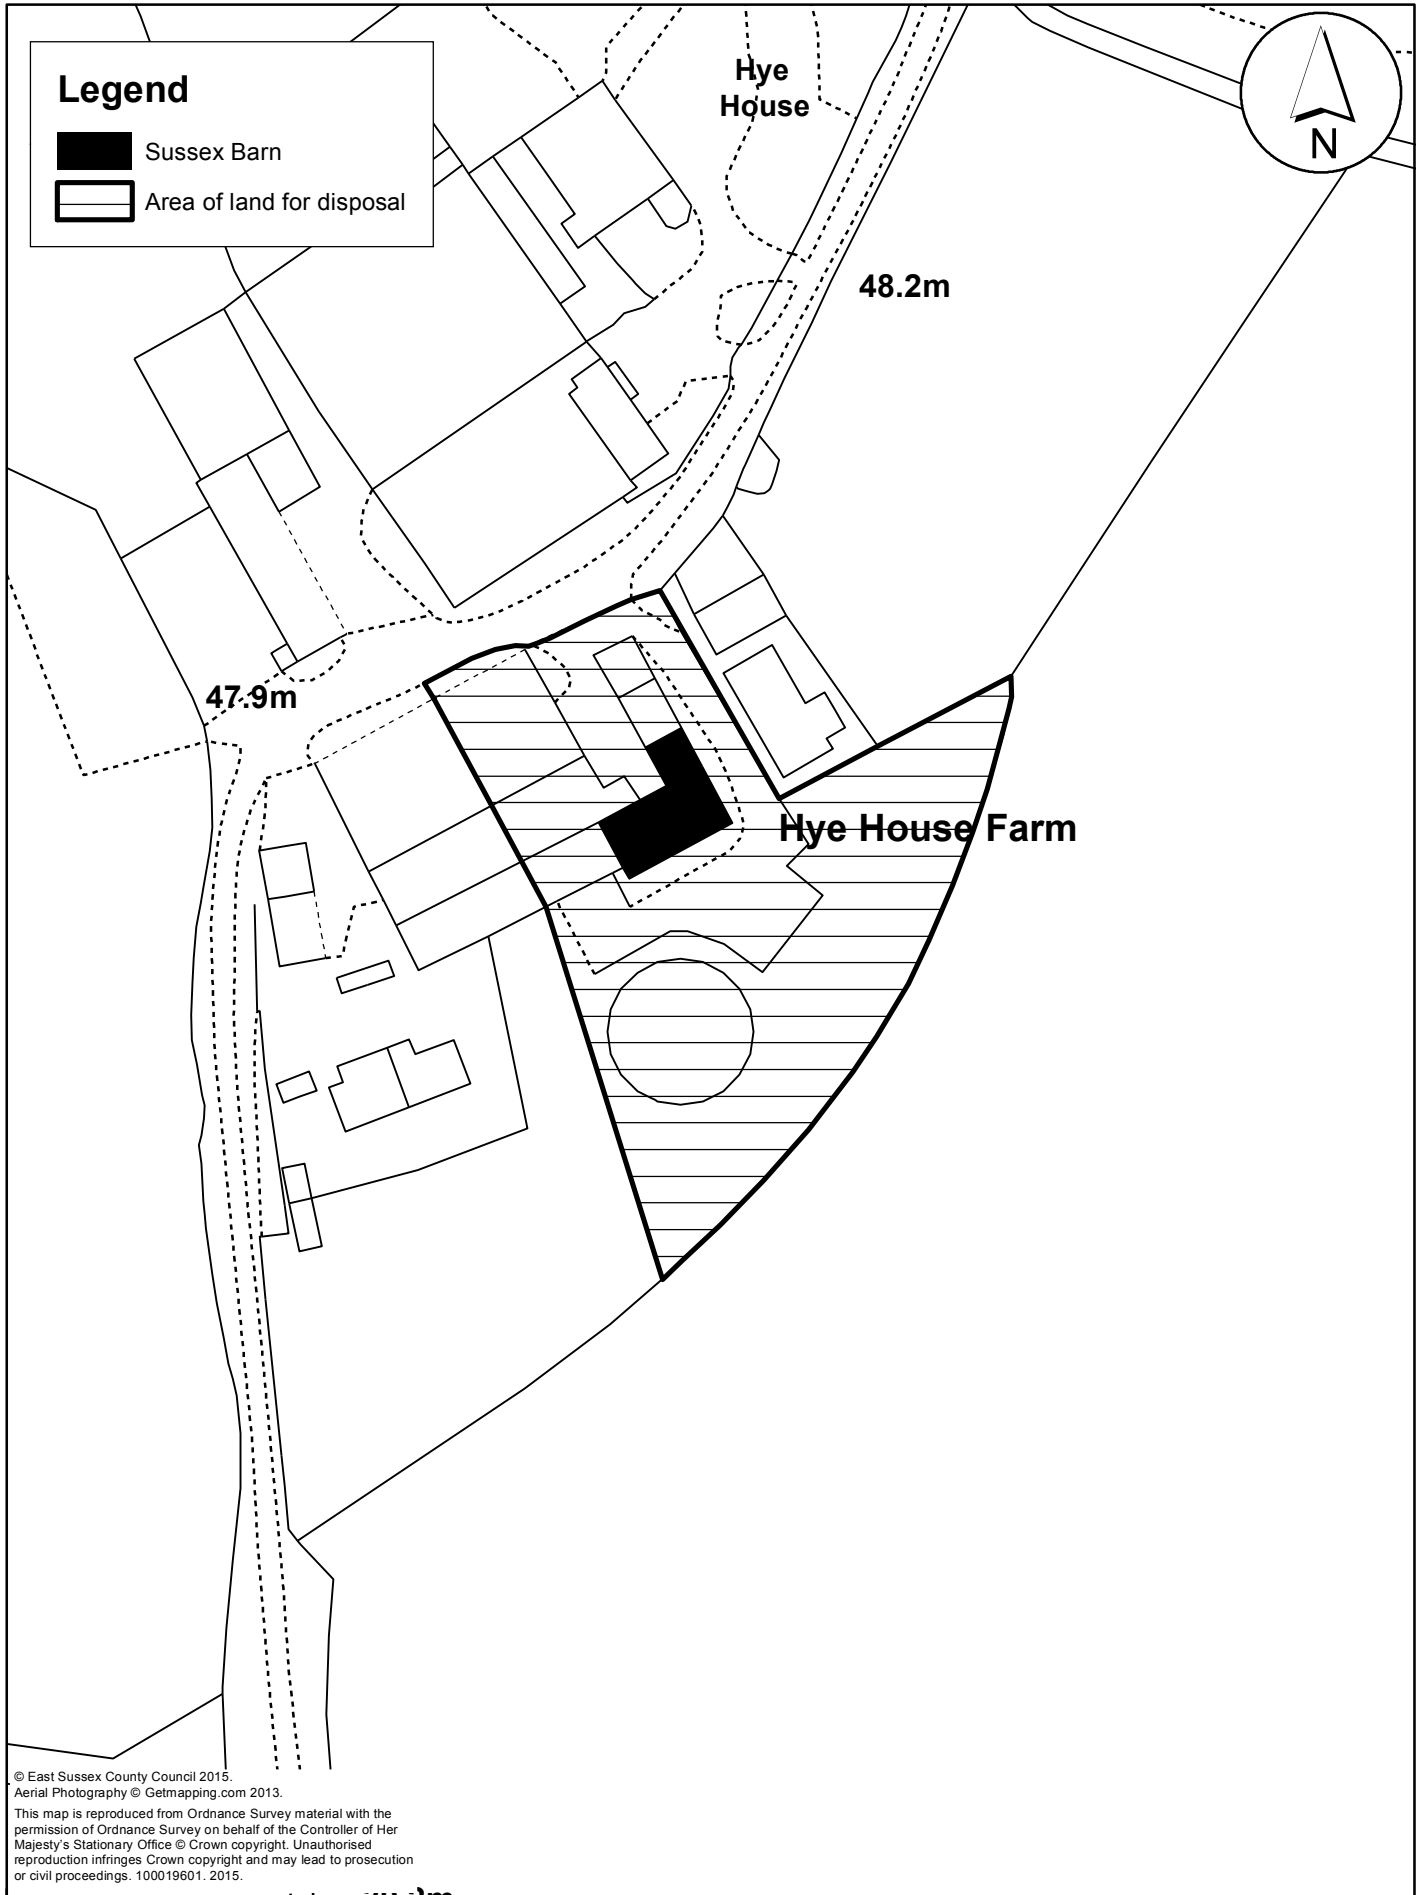 Legend
Sussex Barn
Area of land for disposal
Hye
House
N
48.2m
47.9m
Hye House Farm
© East Sussex County Council 2015.
Aerial Photography © Getmapping.com 2013.
This map is reproduced from Ordnance Survey material with the
permission of Ordnance Survey on behalf of the Controller of Her
Majesty's Stationary Office © Crown copyright. Unauthorised
reproduction infringes Crown copyright and may lead to prosecution
or civil proceedings. 100019601. 2015.